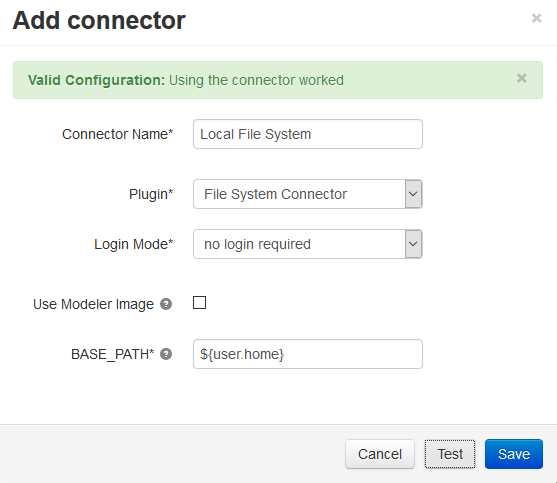 Add connector
Valid Configuration: Using the connector worked
Connector Name* Local File System
Plugin* File System Connector
Login Mode* no login required
Use Modeler Image
BASE_PATH* ${user.home}
Cancel Test Save